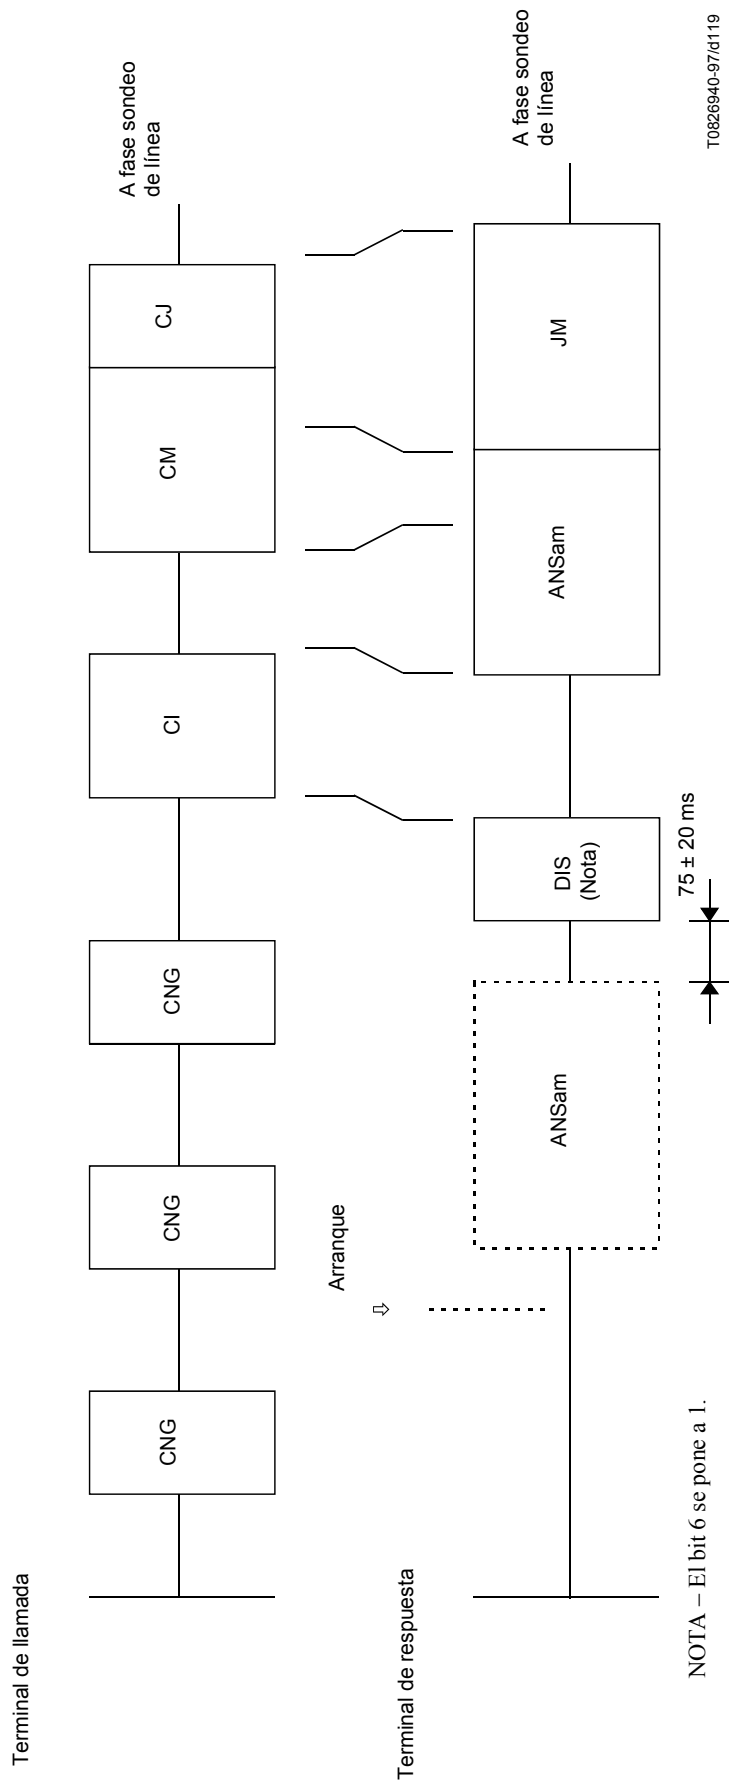 Terminal de llamada
CNG
CNG
CNG
CI
CM
CJ
A fase sondeo
de línea
Arranque
⇩
Terminal de respuesta
ANSam
DIS
(Nota)
ANSam
JM
A fase sondeo
de línea
75 ± 20 ms
NOTA – El bit 6 se pone a 1.
T0826940-97/d119